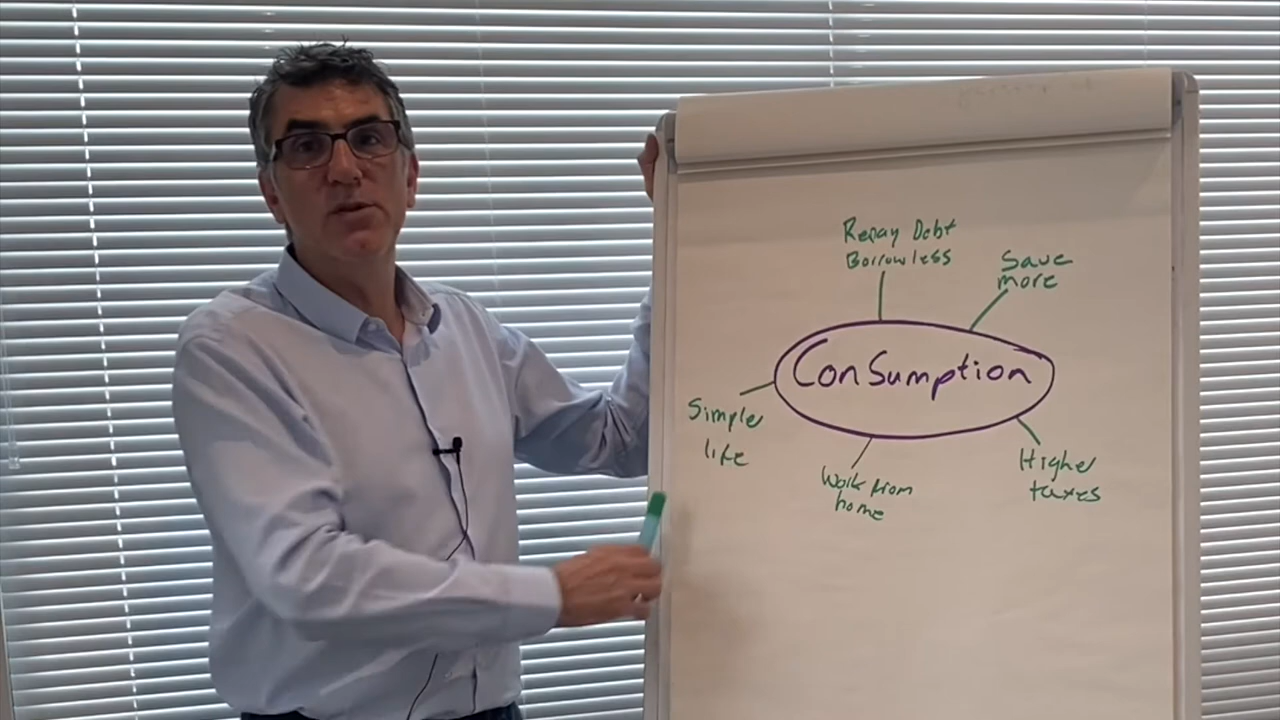 Repay Debt
Borrow less
Save
more
Consumption
Simple
life
Work from
home
Higher
taxes